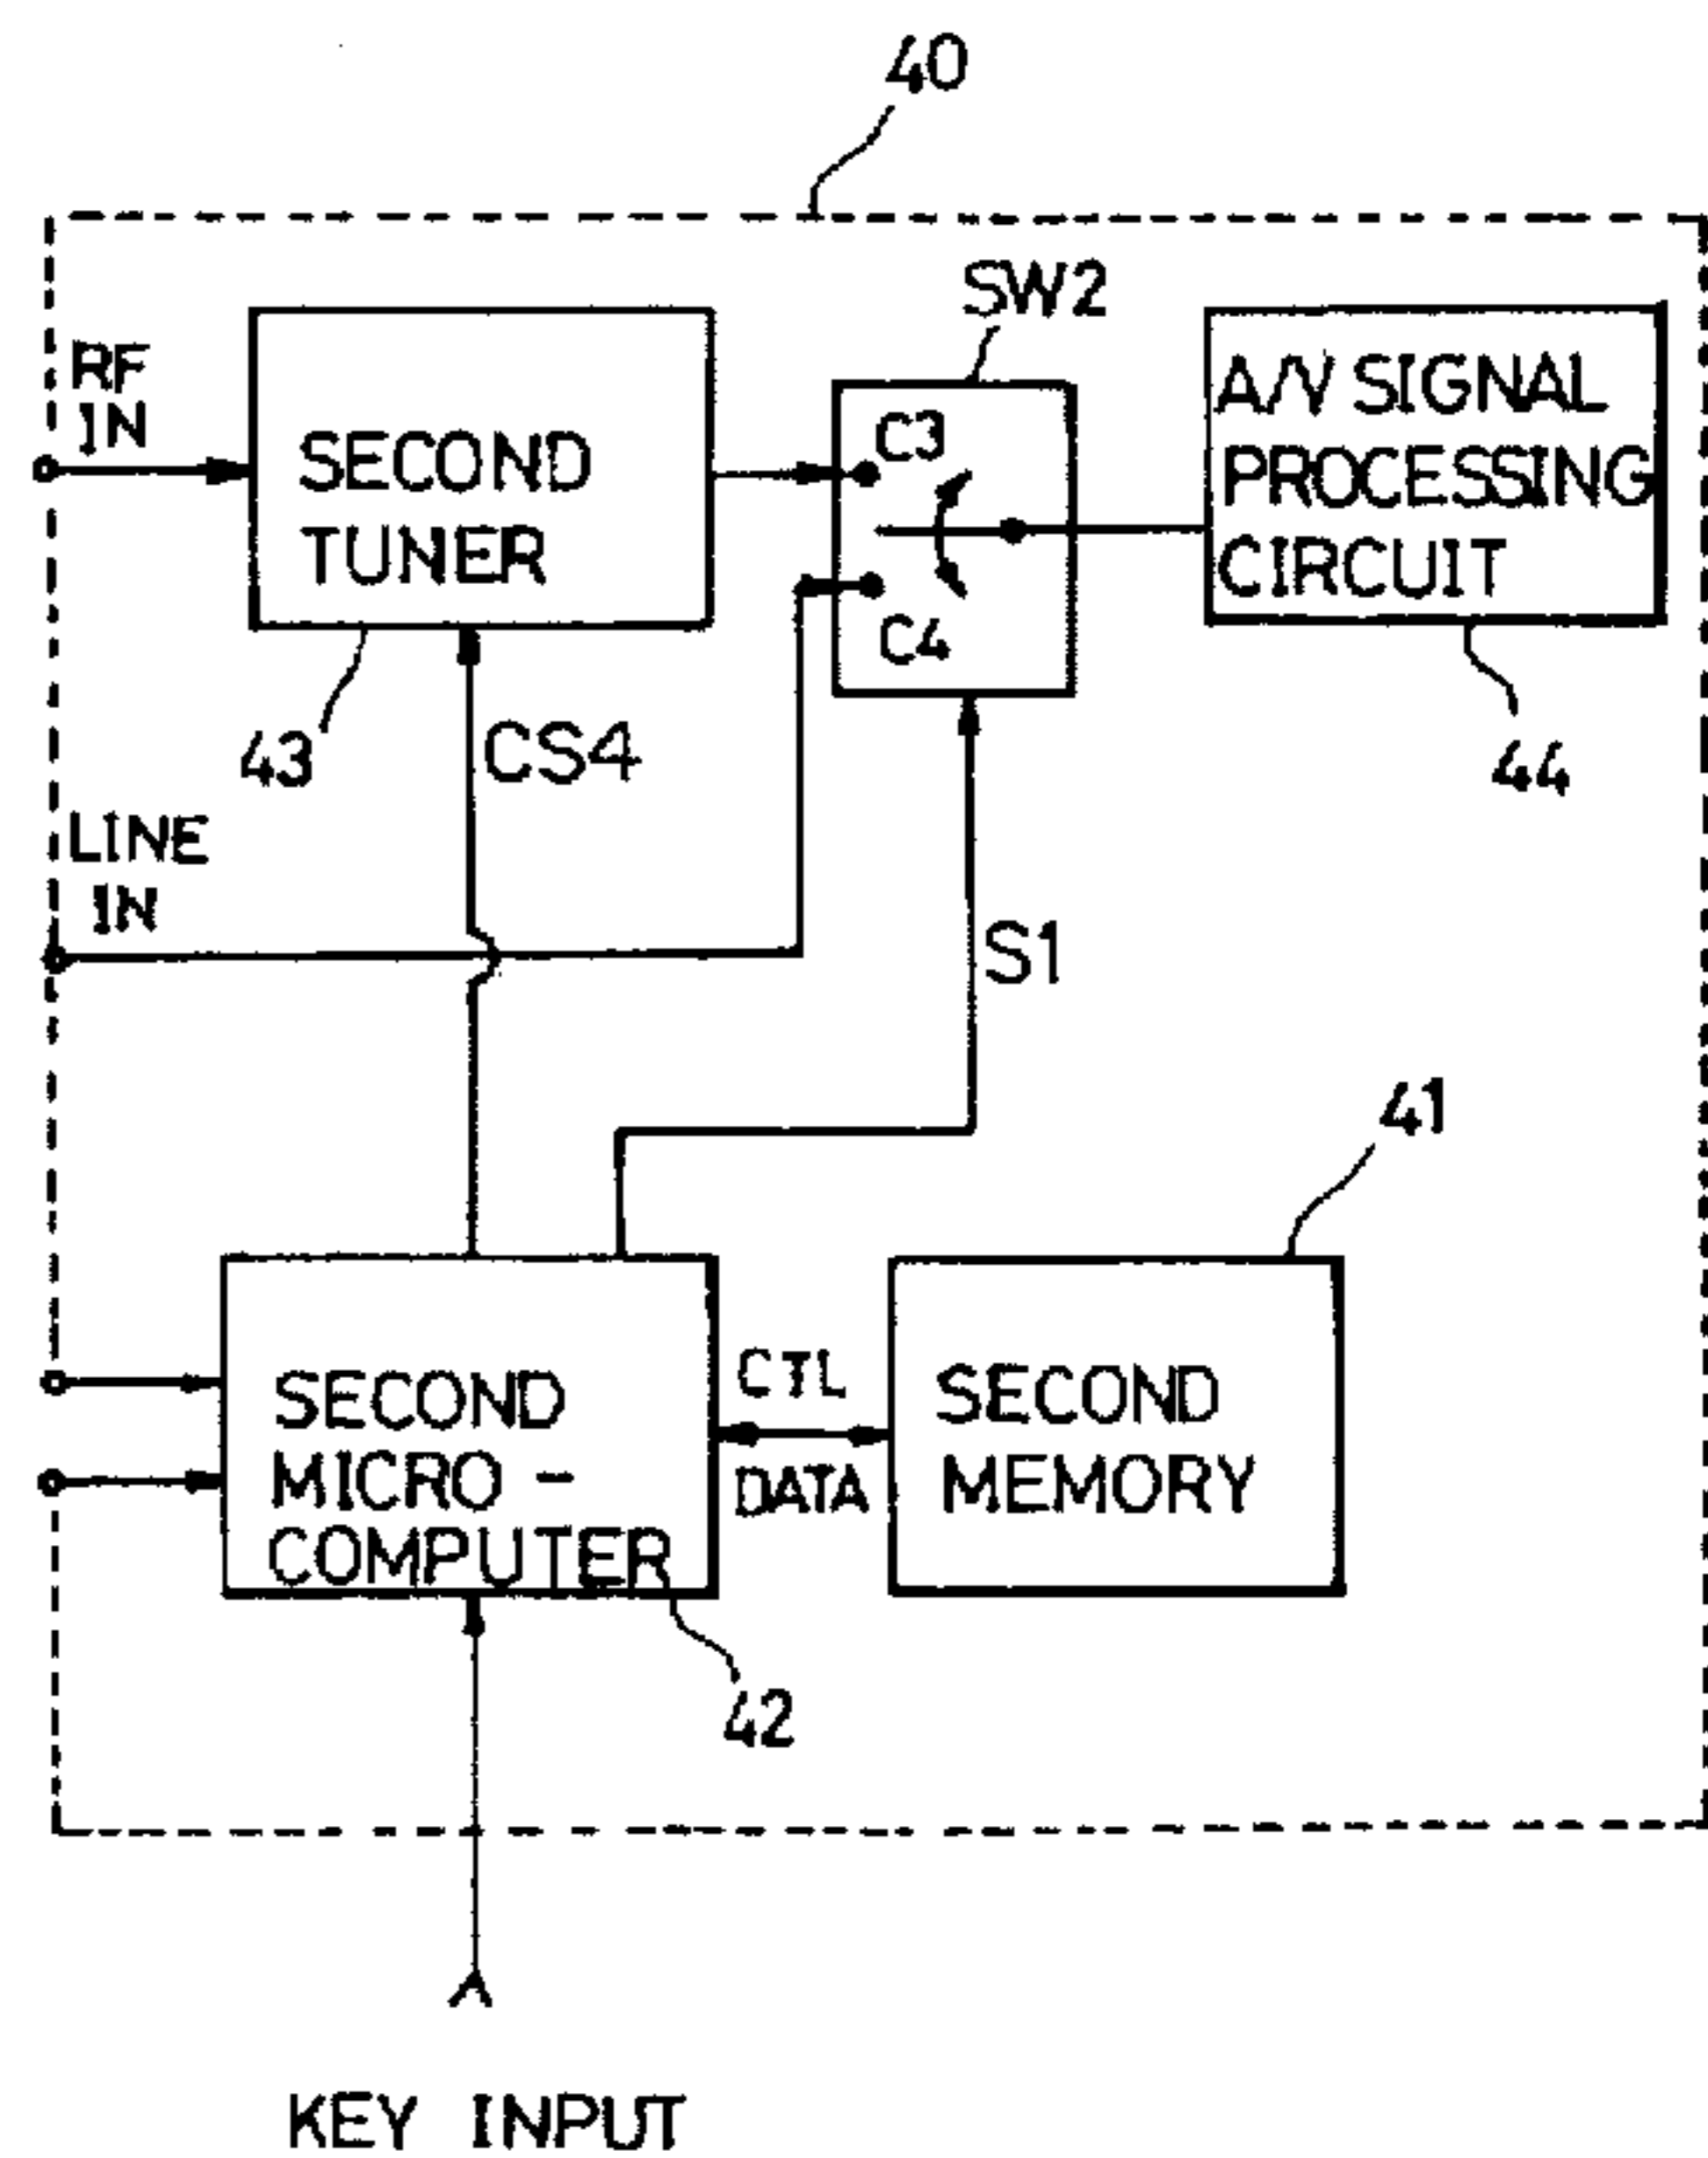 40
SW2
RF
IN
SECOND
TUNER
C3
C4
A/V SIGNAL
PROCESSING
CIRCUIT
43
CS4
44
LINE
IN
S1
41
SECOND
MICRO-
COMPUTER
CTL
DATA
SECOND
MEMORY
42
KEY INPUT